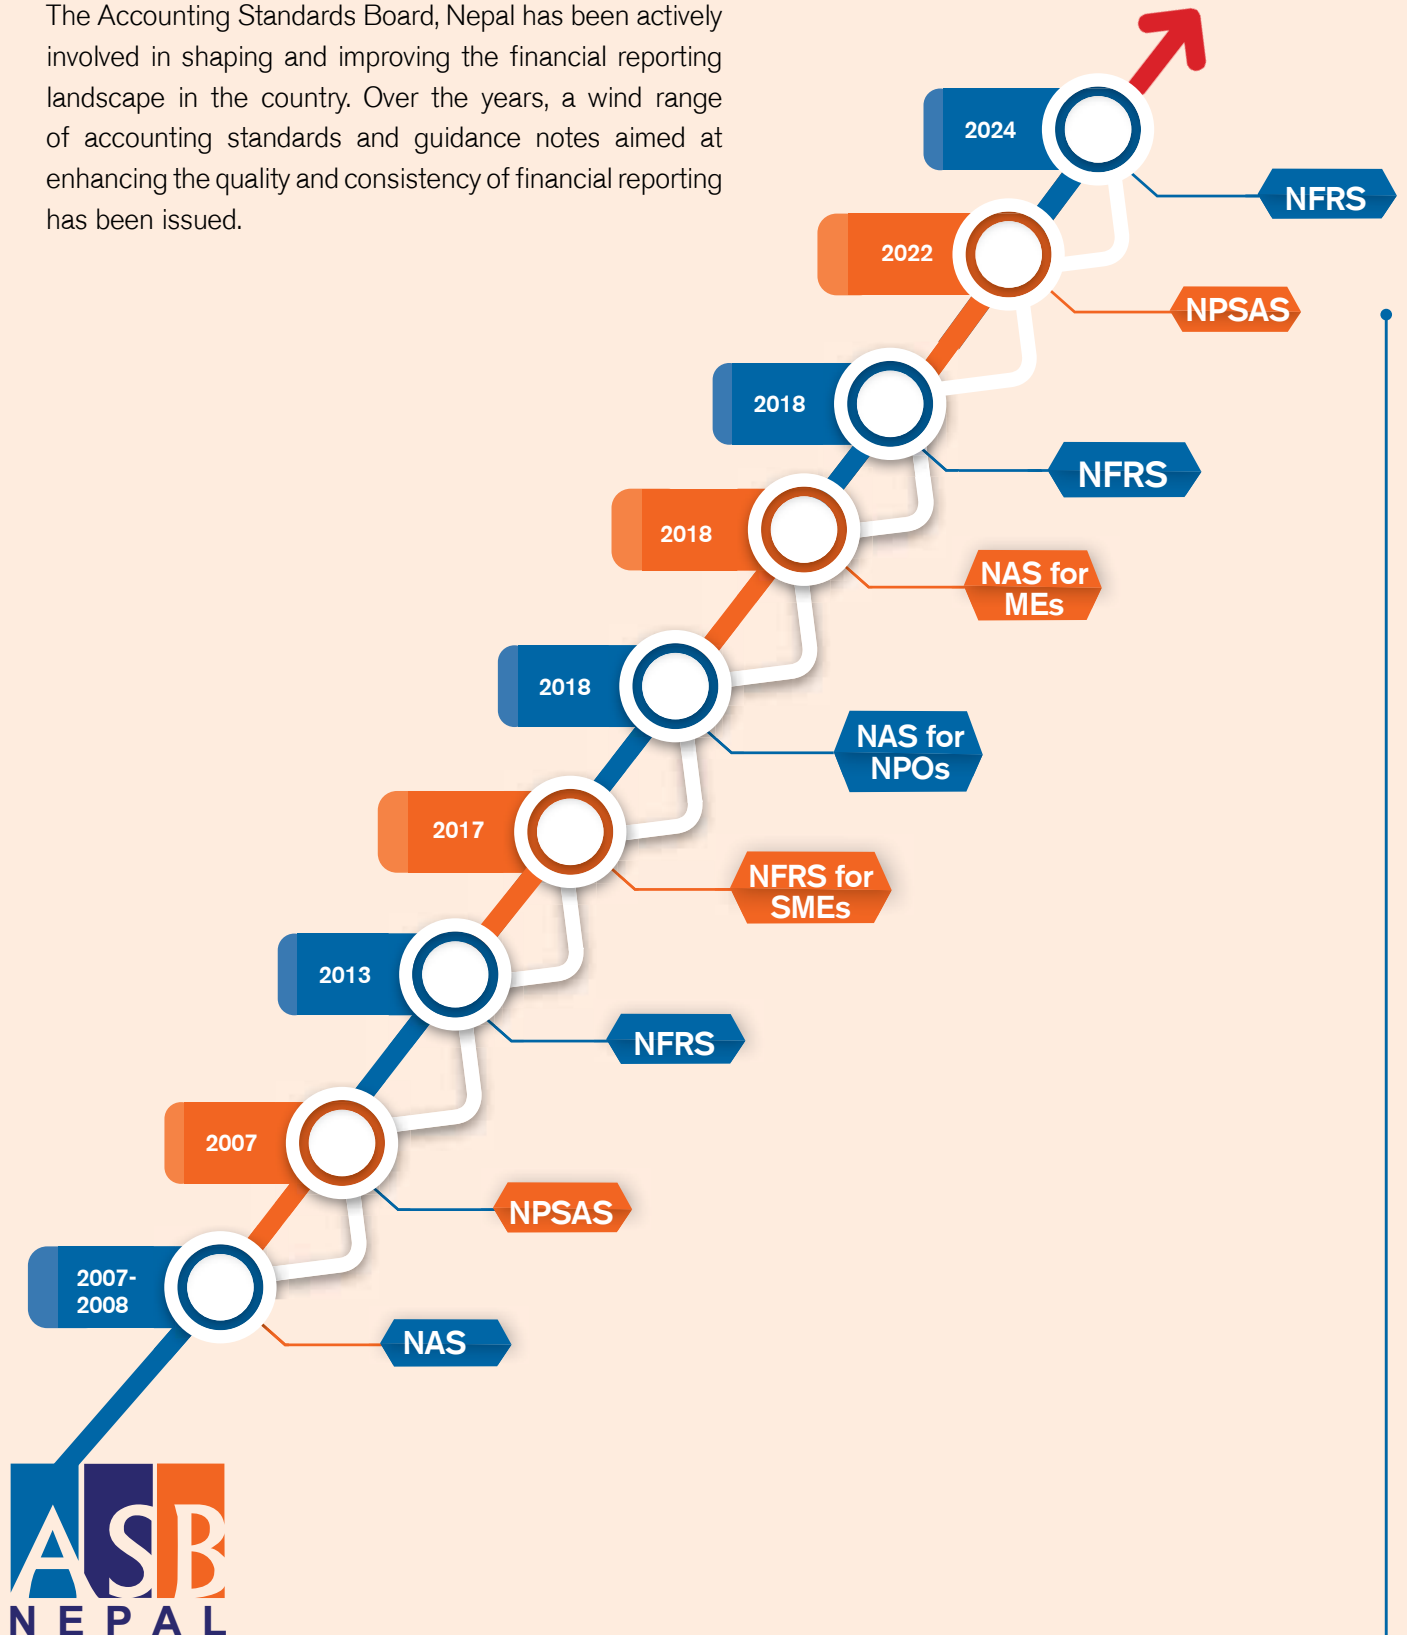 The Accounting Standards Board, Nepal has been actively
involved in shaping and improving the financial reporting
landscape in the country. Over the years, a wind range
of accounting standards and guidance notes aimed at
enhancing the quality and consistency of financial reporting
has been issued.
2024
NFRS
2022
NPSAS
2018
NFRS
2018
NAS for
MEs
2018
NAS for
NPOs
2017
NFRS for
SMEs
2013
NFRS
2007
NPSAS
2007-
2008
NAS
ASB
NEPAL